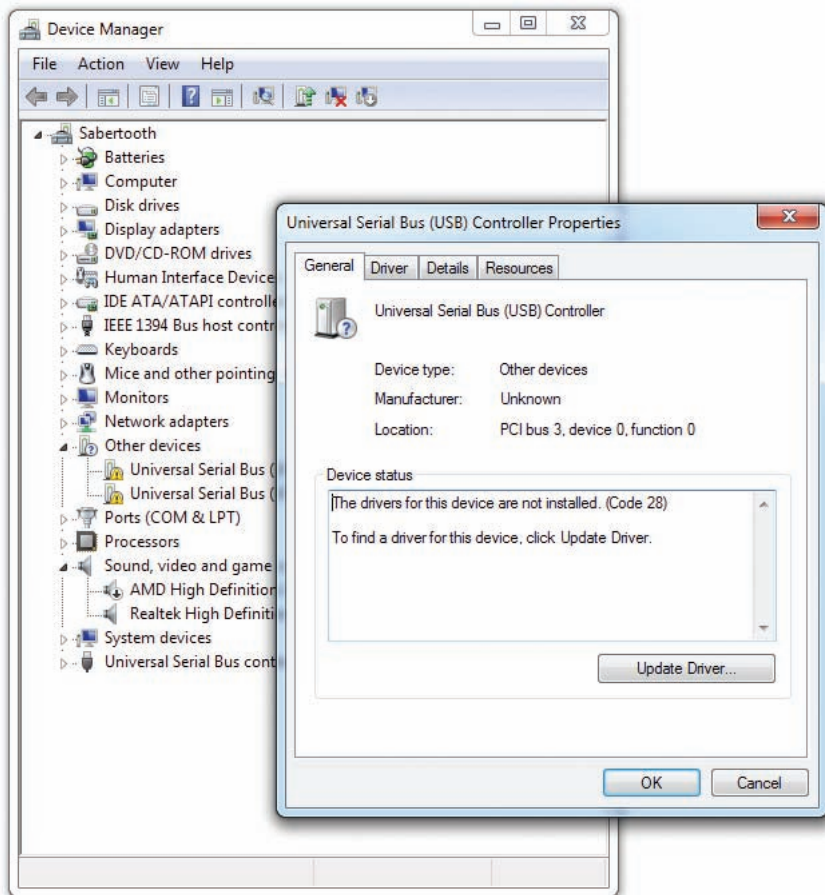 Device Manager
File Action View Help
Sabertooth
Batteries
Computer
Disk drives
Display adapters
DVD/CD-ROM drives
Human Interface Device
IDE ATA/ATAPI controlle
IEEE 1394 Bus host contr
Keyboards
Mice and other pointing
Monitors
Network adapters
Other devices
Universal Serial Bus (
Universal Serial Bus (
Ports (COM & LPT)
Processors
Sound, video and game
AMD High Definition
Realtek High Definiti
System devices
Universal Serial Bus cont
Universal Serial Bus (USB) Controller Properties
General Driver Details Resources
Universal Serial Bus (USB) Controller
Device type: Other devices
Manufacturer: Unknown
Location: PCI bus 3, device 0, function 0
Device status
The drivers for this device are not installed. (Code 28)
To find a driver for this device, click Update Driver.
Update Driver...
OK Cancel